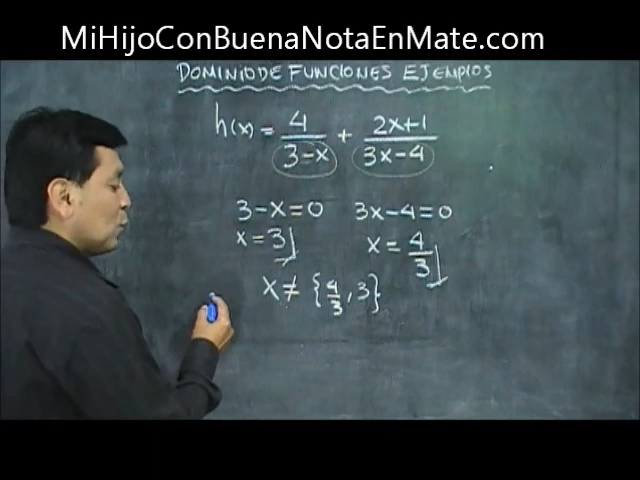 MiHijoConBuenaNotaEnMate.com
DOMINIO DE FUNCIONES EJEMPLOS
h(x) = 4/(3-x) + (2x+1)/(3x-4)
3-x=0 3x-4=0
x=3 x=4/3
x≠{4/3,3}